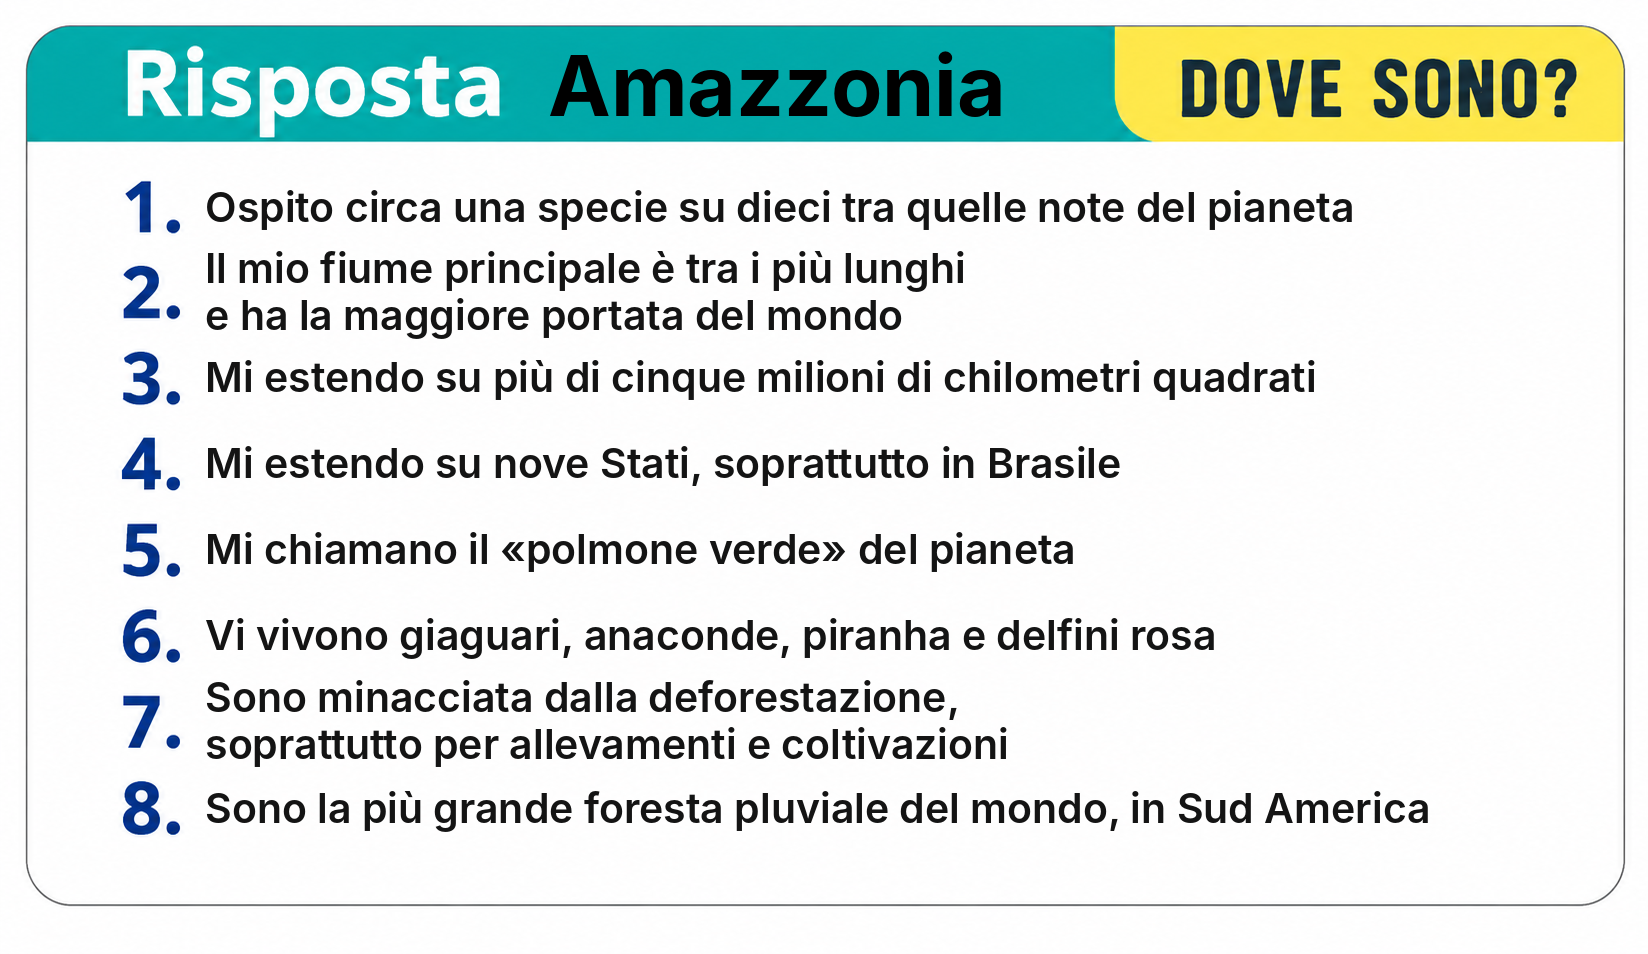 Risposta Amazzonia
DOVE SONO?
1. Ospito circa una specie su dieci tra quelle note del pianeta
2. Il mio fiume principale è tra i più lunghi
e ha la maggiore portata del mondo
3. Mi estendo su più di cinque milioni di chilometri quadrati
4. Mi estendo su nove Stati, soprattutto in Brasile
5. Mi chiamano il «polmone verde» del pianeta
6. Vi vivono giaguari, anaconde, piranha e delfini rosa
7. Sono minacciata dalla deforestazione,
soprattutto per allevamenti e coltivazioni
8. Sono la più grande foresta pluviale del mondo, in Sud America